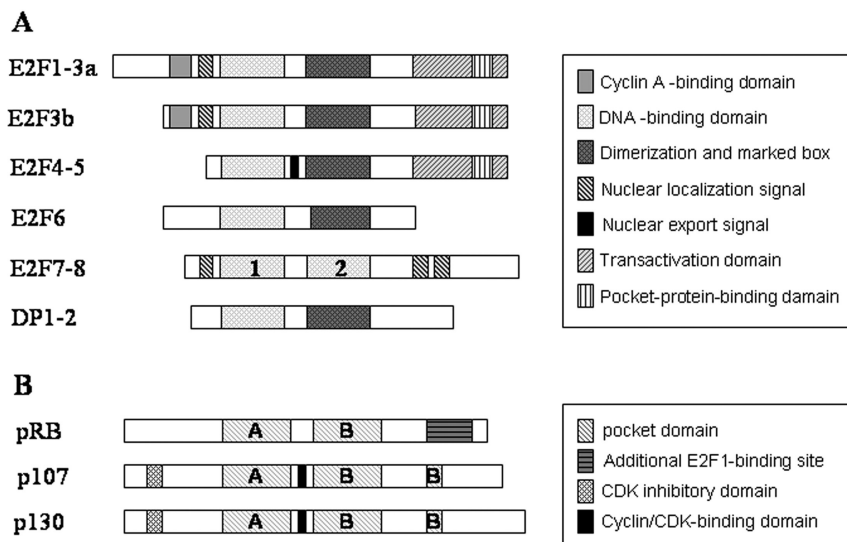 A
E2F1-3a
E2F3b
E2F4-5
E2F6
E2F7-8
1 2
DP1-2
Cyclin A -binding domain
DNA -binding domain
Dimerization and marked box
Nuclear localization signal
Nuclear export signal
Transactivation domain
Pocket-protein-binding damain
B
pRB
A B
p107
A B B
p130
A B B
pocket domain
Additional E2F1-binding site
CDK inhibitory domain
Cyclin/CDK-binding domain